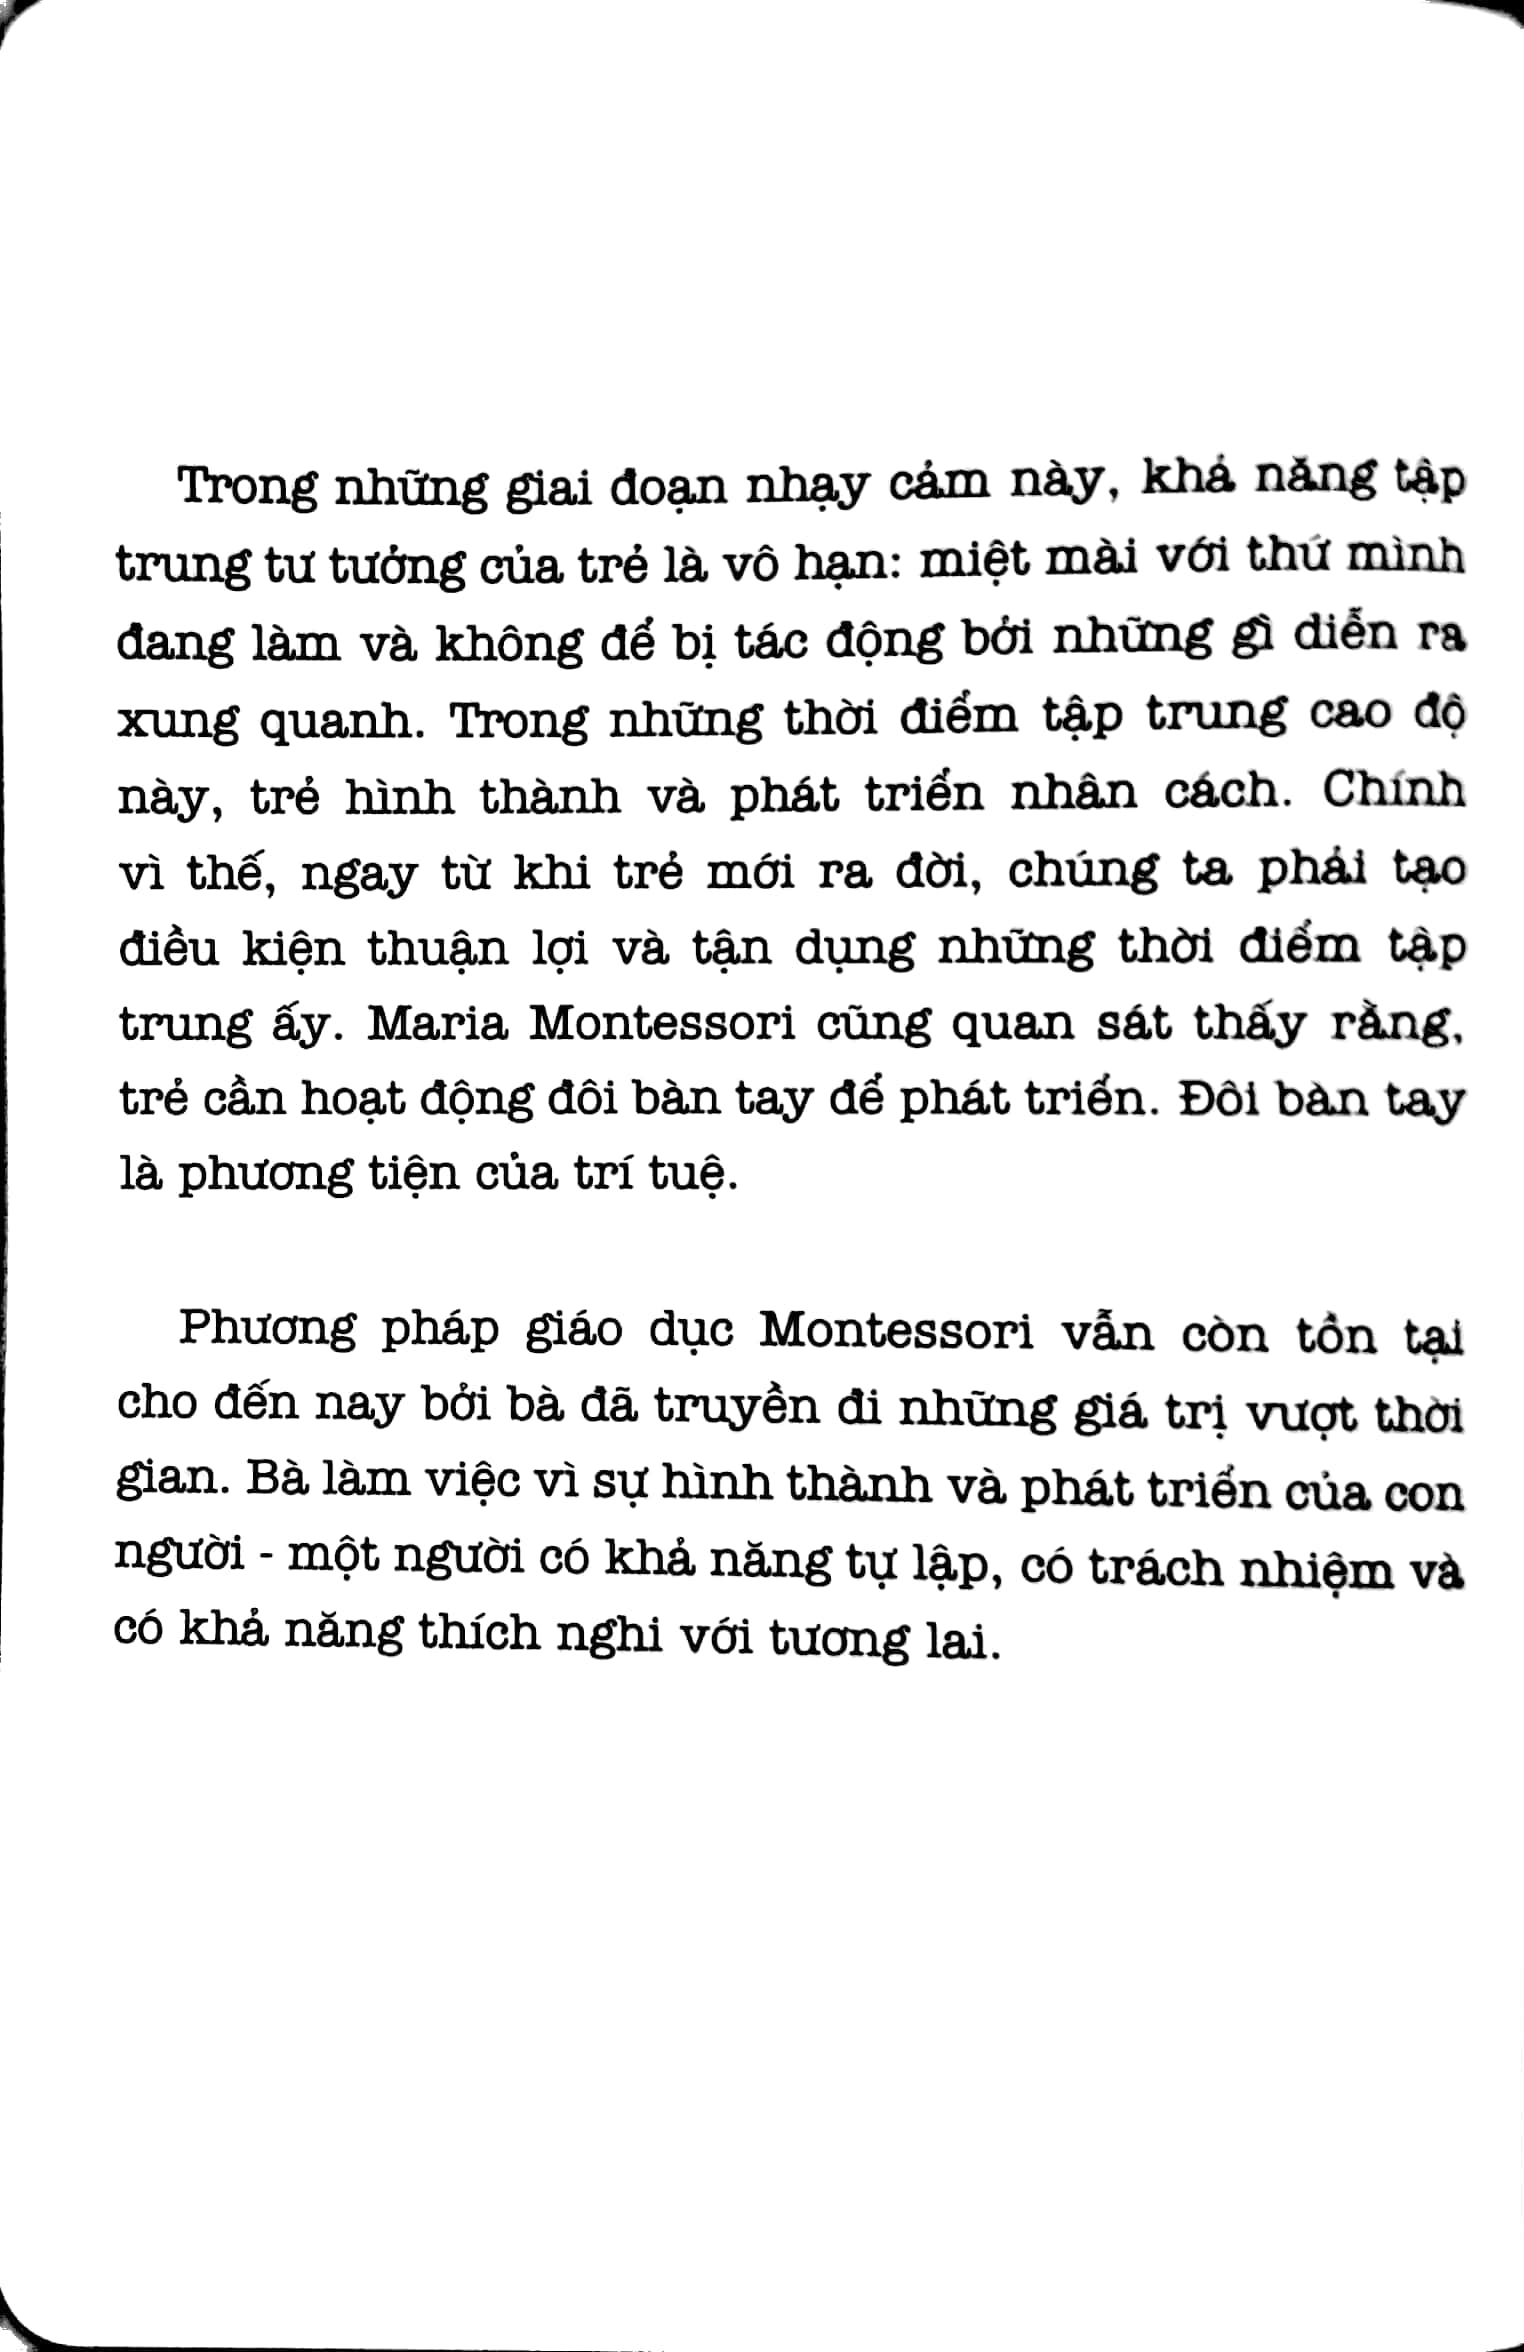 Trong những giai đoạn nhạy cảm này, khả năng tập
trung tư tưởng của trẻ là vô hạn: miệt mài với thứ mình
đang làm và không để bị tác động bởi những gì diễn ra
xung quanh. Trong những thời điểm tập trung cao độ
này, trẻ hình thành và phát triển nhân cách. Chính
vì thế, ngay từ khi trẻ mới ra đời, chúng ta phải tạo
điều kiện thuận lợi và tận dụng những thời điểm tập
trung ấy. Maria Montessori cũng quan sát thấy rằng,
trẻ cần hoạt động đôi bàn tay để phát triển. Đôi bàn tay
là phương tiện của trí tuệ.
Phương pháp giáo dục Montessori vẫn còn tồn tại
cho đến nay bởi bà đã truyền đi những giá trị vượt thời
gian. Bà làm việc vì sự hình thành và phát triển của con
người - một người có khả năng tự lập, có trách nhiệm và
có khả năng thích nghi với tương lai.